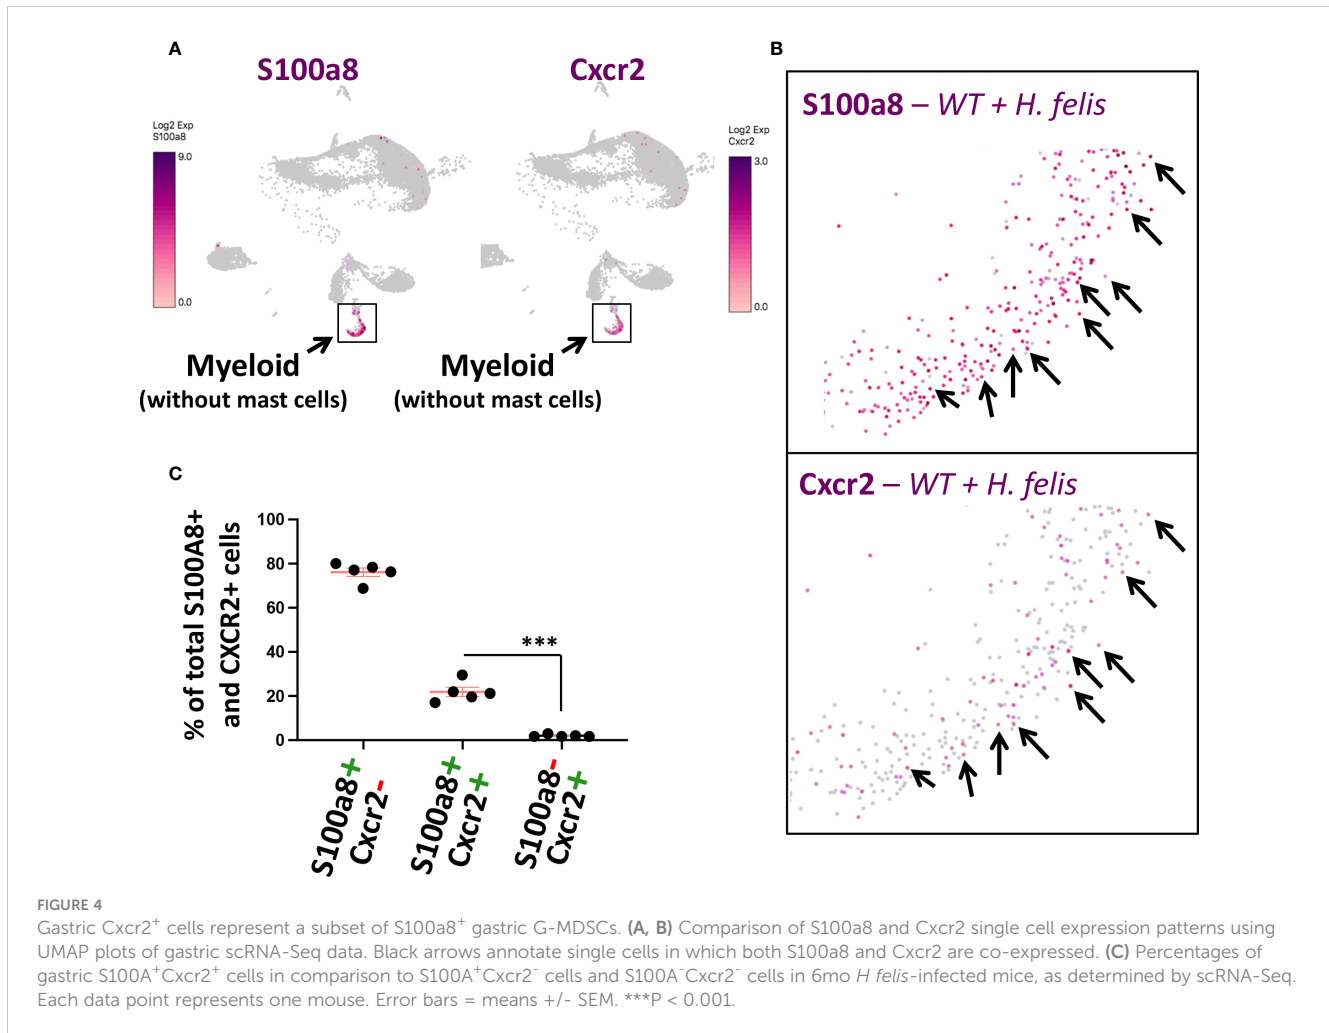 A
S100a8
Cxcr2
Log2 Exp
S100a8
9.0
0.0
Log2 Exp
Cxcr2
3.0
0.0
Myeloid
(without mast cells)
Myeloid
(without mast cells)
B
S100a8 – WT + H. felis
Cxcr2 – WT + H. felis
C
% of total S100A8+
and CXCR2+ cells
100
80
60
40
20
0
***
S100a8+
Cxcr2-
S100a8+
Cxcr2+
S100a8-
Cxcr2+
FIGURE 4
Gastric Cxcr2⁺ cells represent a subset of S100a8⁺ gastric G-MDSCs. (A, B) Comparison of S100a8 and Cxcr2 single cell expression patterns using
UMAP plots of gastric scRNA-Seq data. Black arrows annotate single cells in which both S100a8 and Cxcr2 are co-expressed. (C) Percentages of
gastric S100A⁺Cxcr2⁺ cells in comparison to S100A⁺Cxcr2⁻ cells and S100A⁻Cxcr2⁻ cells in 6mo H felis-infected mice, as determined by scRNA-Seq.
Each data point represents one mouse. Error bars = means +/- SEM. ***P < 0.001.